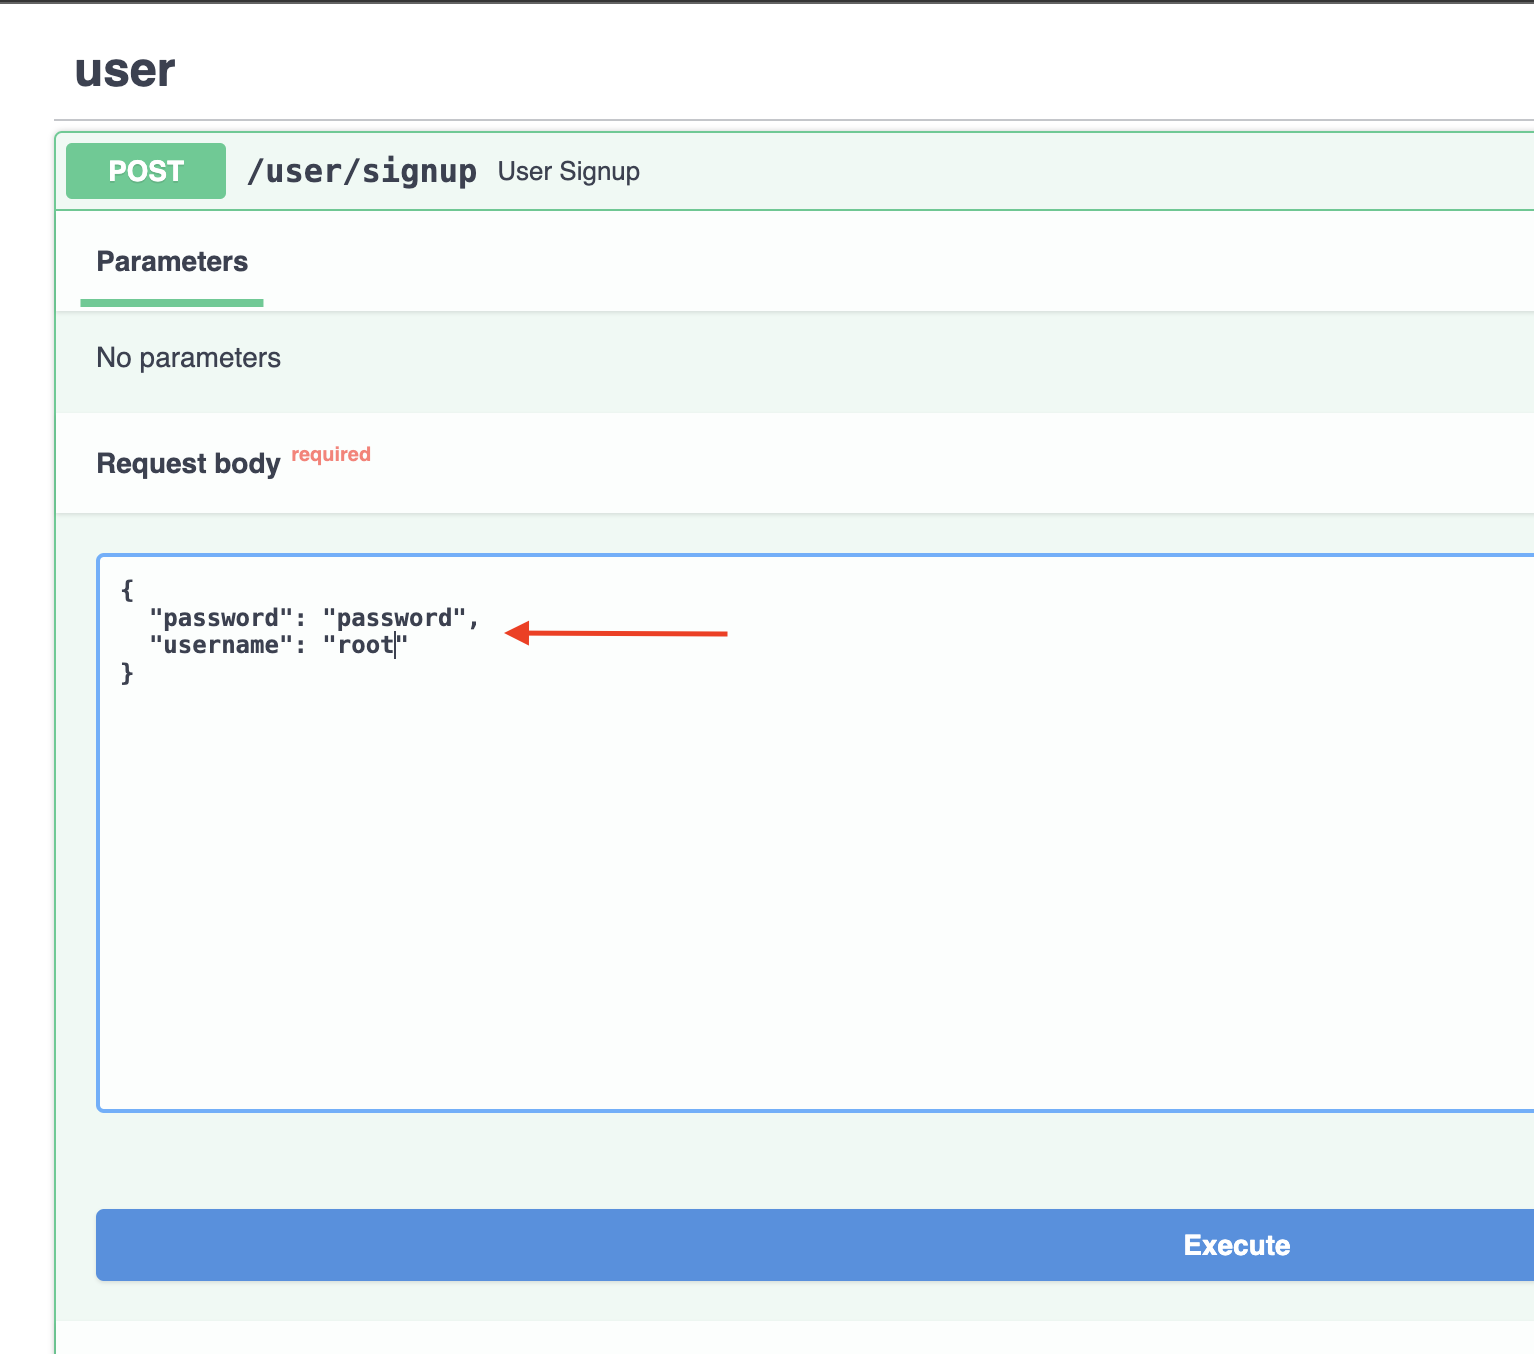 user
POST /user/signup User Signup
Parameters
No parameters
Request body required
{
  "password": "password",
  "username": "root"
}
Execute